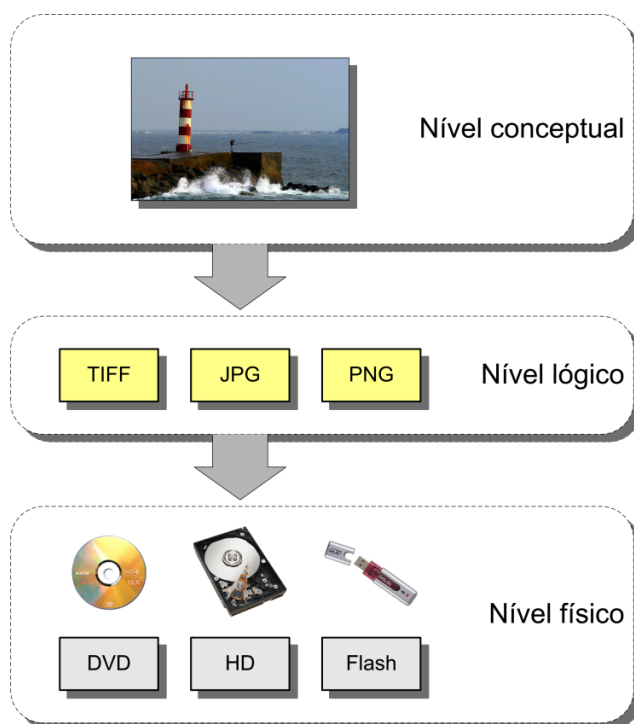 Nível conceptual
TIFF
JPG
PNG
Nível lógico
DVD
HD
Flash
Nível físico